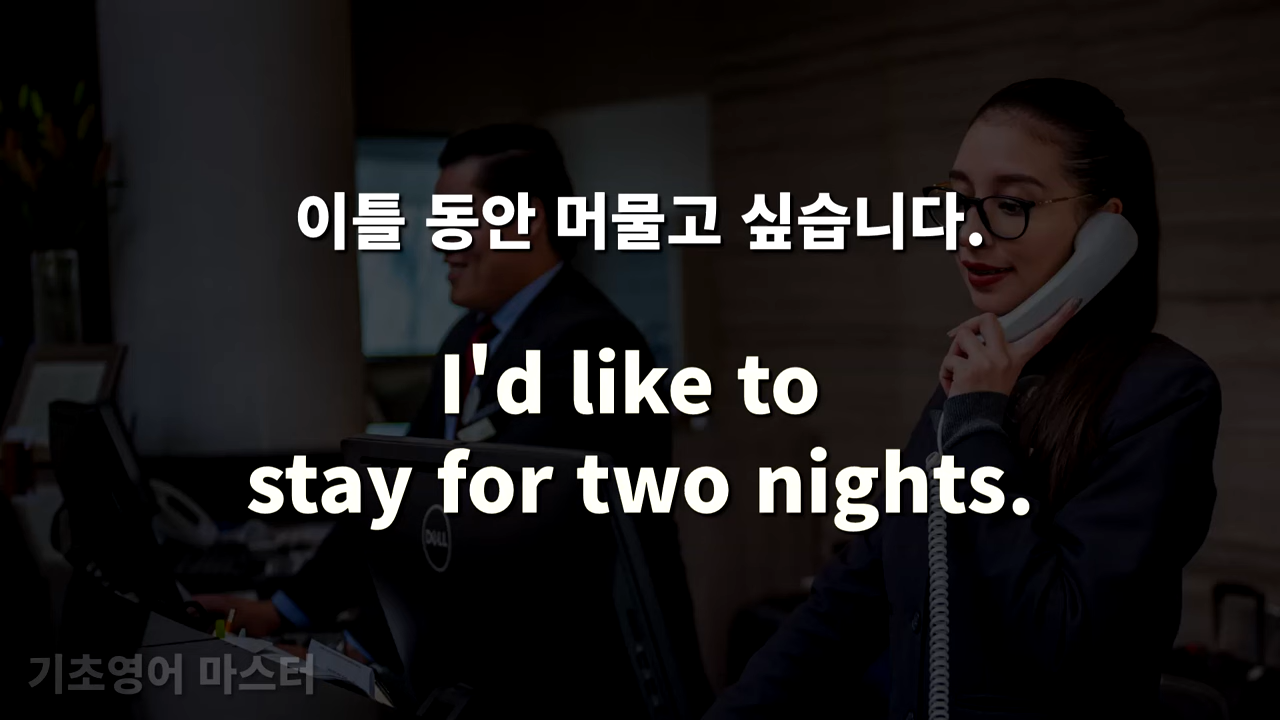 이틀 동안 머물고 싶습니다.
I'd like to
stay for two nights.
DELL
기초영어 마스터